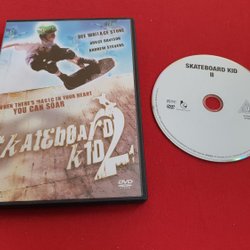 DEE WALLACE STONE
ANDREW STEVENS
WHEN THERE'S MAGIC IN YOUR HEART
YOU CAN SOAR
SKATEBOARD
KID 2
DVD
SKATEBOARD KID
II